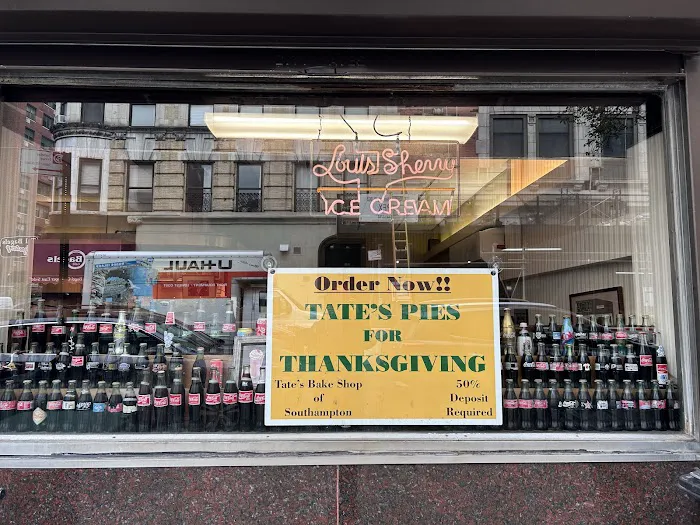 Louis Sherry
ICE CREAM
Bagels
U-HAUL
Order Now!!
TATE'S PIES
FOR
THANKSGIVING
Tate's Bake Shop
of
Southampton
50%
Deposit
Required